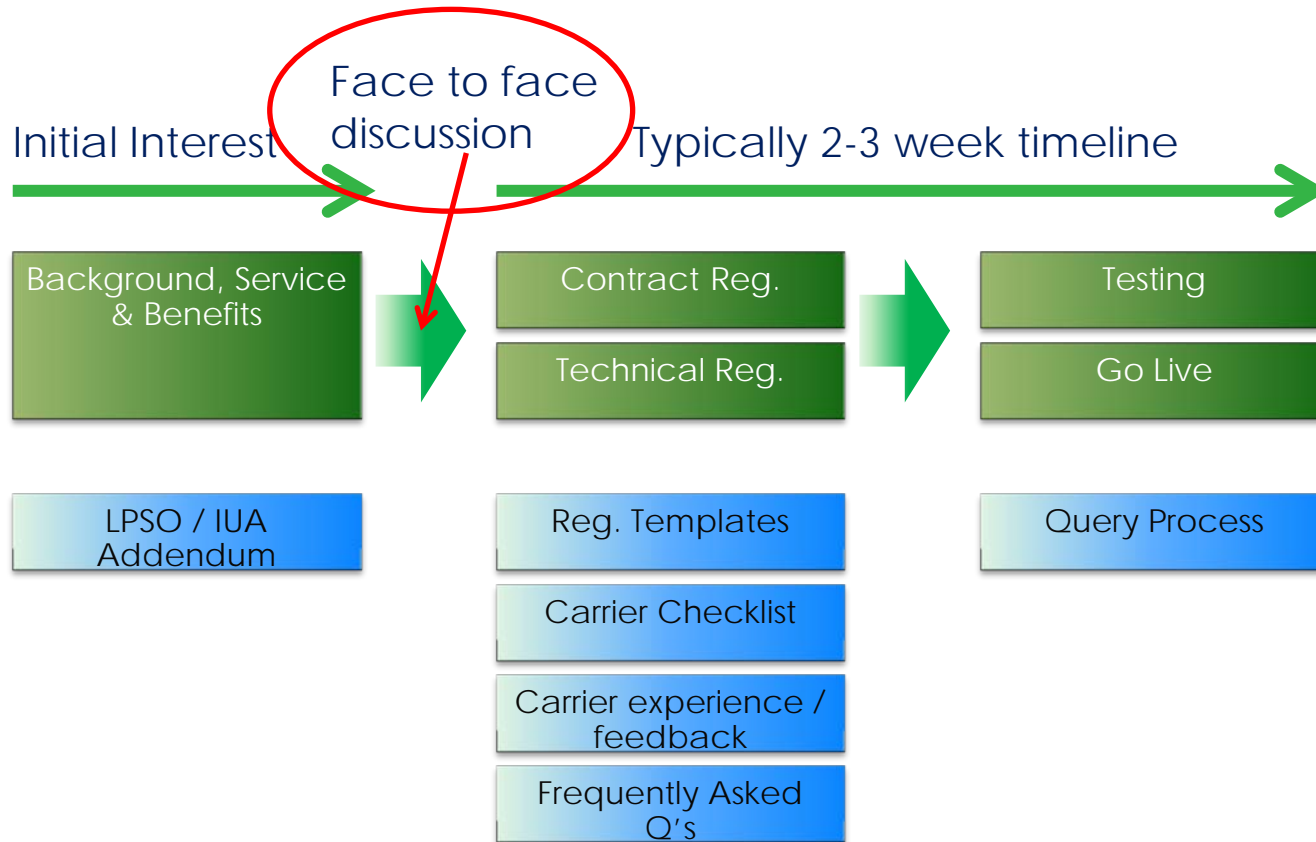 Face to face
discussion
Initial Interest
Typically 2-3 week timeline
Background, Service
& Benefits
Contract Reg.
Technical Reg.
Testing
Go Live
LPSO / IUA
Addendum
Reg. Templates
Carrier Checklist
Carrier experience /
feedback
Frequently Asked
Q's
Query Process